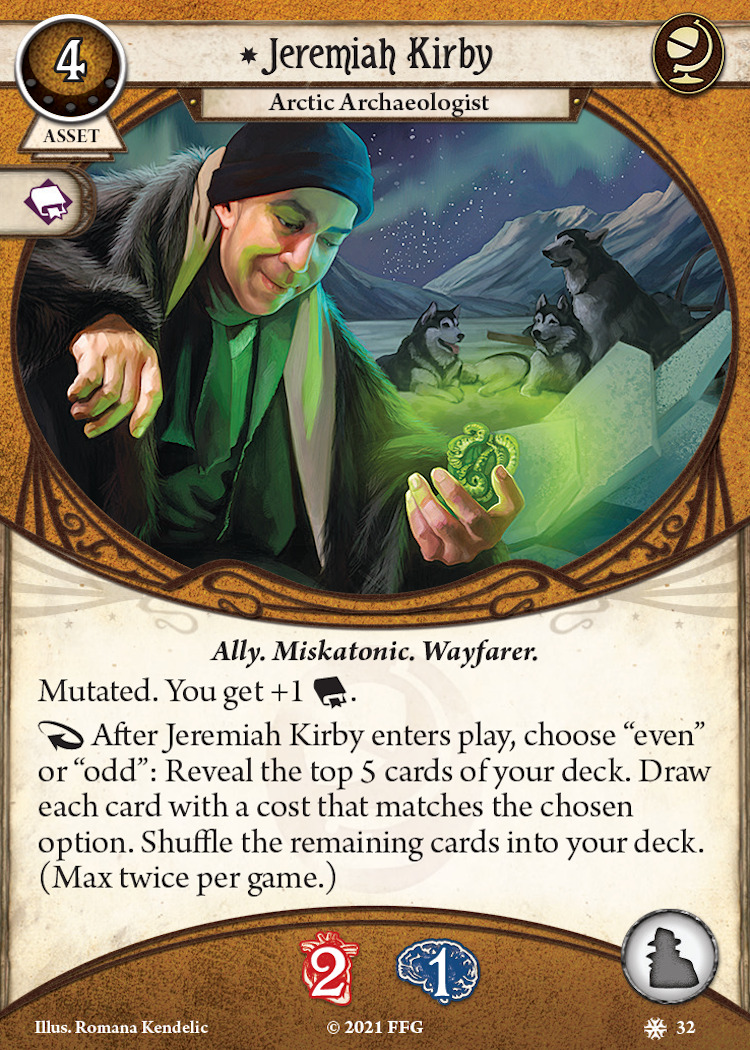 4
Jeremiah Kirby
Arctic Archaeologist
ASSET
Ally. Miskatonic. Wayfarer.
Mutated. You get +1 .
After Jeremiah Kirby enters play, choose “even”
or “odd”: Reveal the top 5 cards of your deck. Draw
each card with a cost that matches the chosen
option. Shuffle the remaining cards into your deck.
(Max twice per game.)
2
1
Illus. Romana Kendelic
© 2021 FFG
32